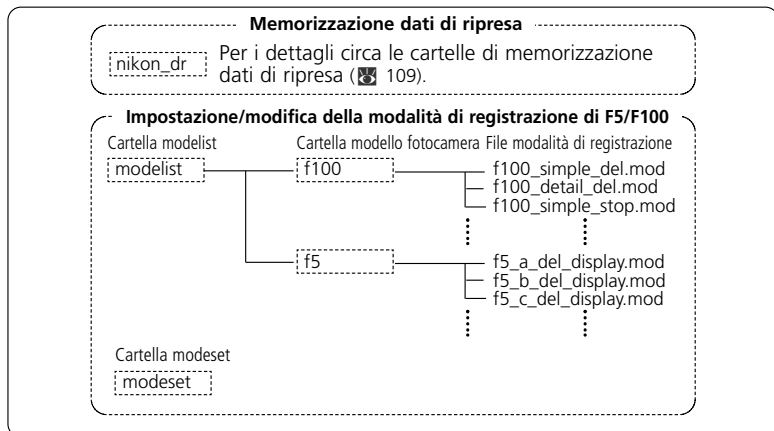 Memorizzazione dati di ripresa
nikon_dr
Per i dettagli circa le cartelle di memorizzazione
dati di ripresa ( 109).
Impostazione/modifica della modalità di registrazione di F5/F100
Cartella modelist
Cartella modello fotocamera
File modalità di registrazione
modelist
f100
f100_simple_del.mod
f100_detail_del.mod
f100_simple_stop.mod
f5
f5_a_del_display.mod
f5_b_del_display.mod
f5_c_del_display.mod
Cartella modeset
modeset